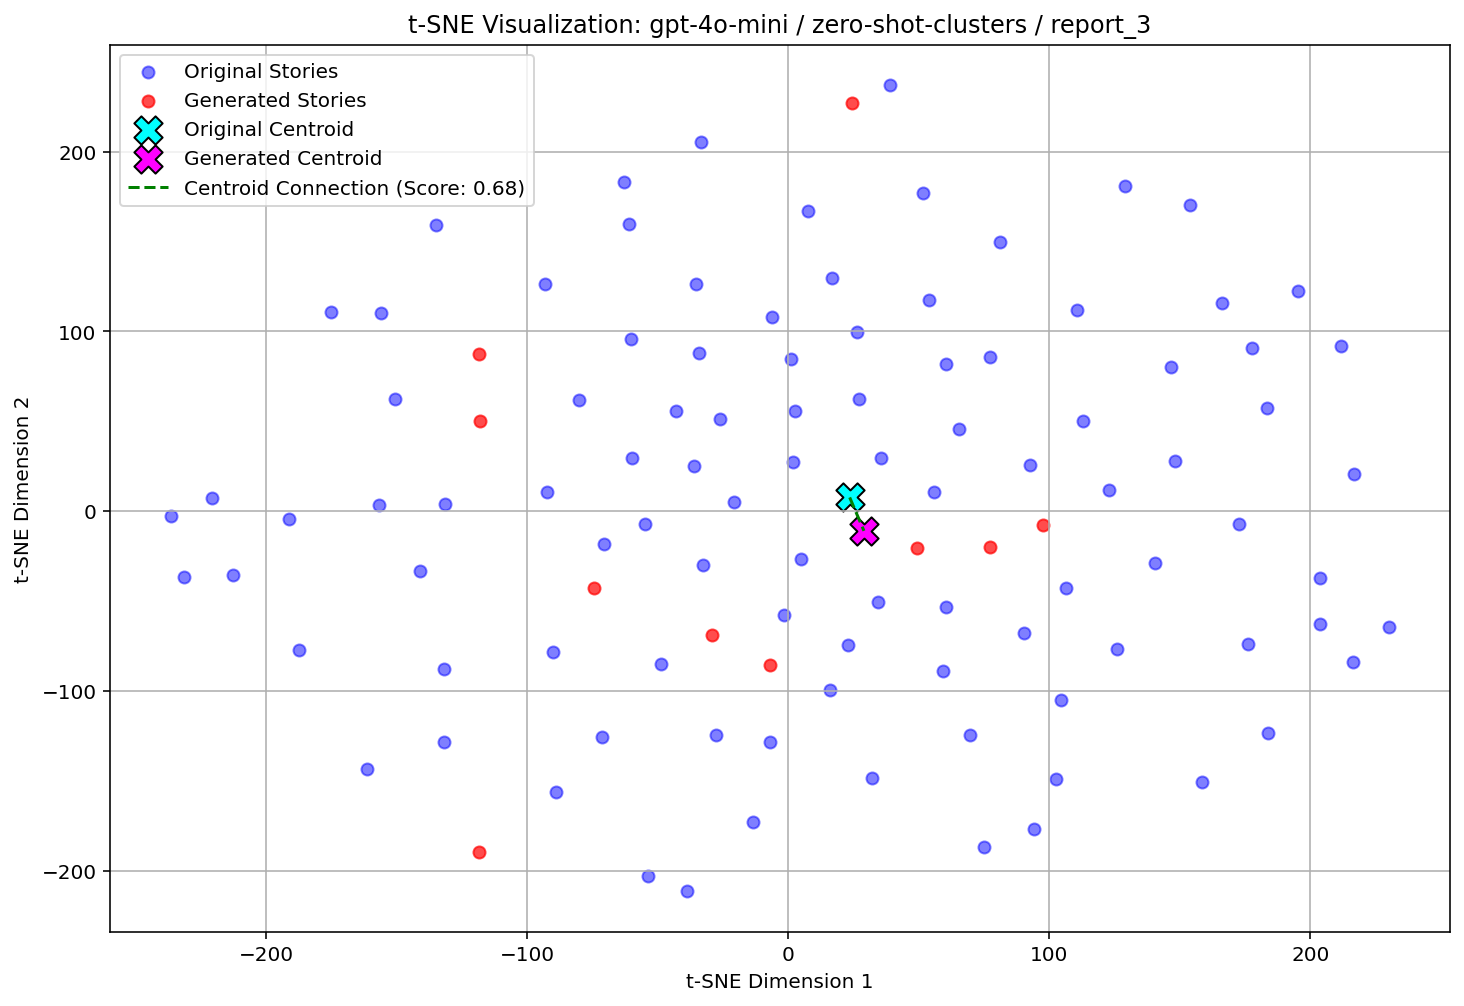 t-SNE Visualization: gpt-4o-mini / zero-shot-clusters / report_3
Original Stories
Generated Stories
Original Centroid
Generated Centroid
Centroid Connection (Score: 0.68)
t-SNE Dimension 2
200
100
0
−100
−200
−200
−100
0
100
200
t-SNE Dimension 1